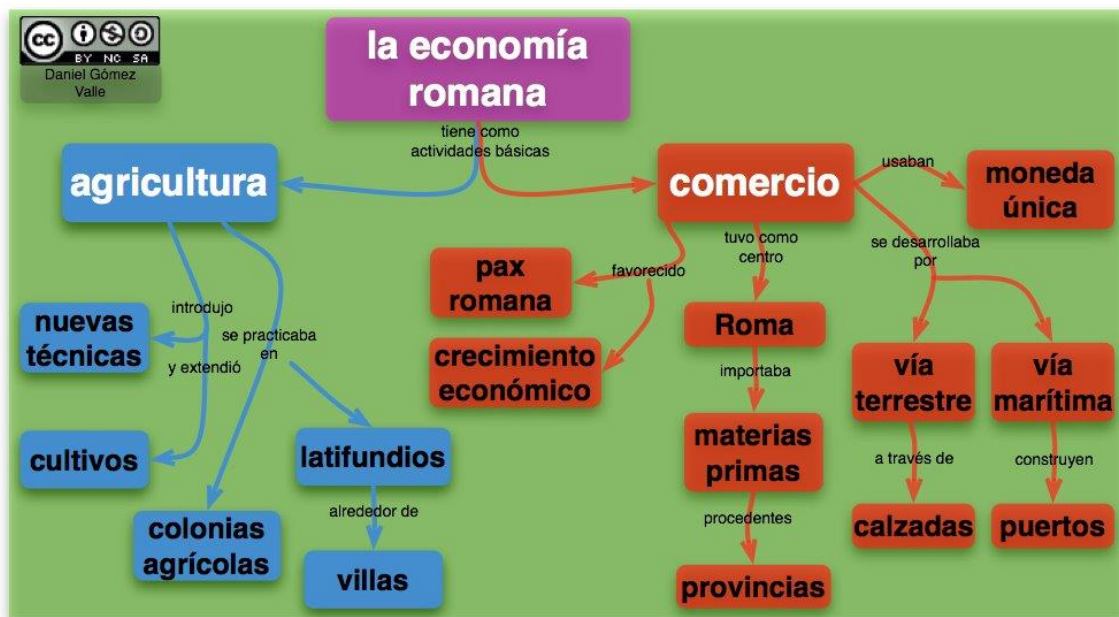 cc
BY NC SA
Daniel Gómez
Valle
la economía
romana
tiene como
actividades básicas
agricultura
comercio
usaban
moneda
única
introdujo
nuevas
técnicas
y extendió
cultivos
se practicaba
en
colonias
agrícolas
latifundios
alrededor de
villas
favorecido
pax
romana
crecimiento
económico
tuvo como
centro
Roma
importaba
materias
primas
procedentes
provincias
se desarrollaba
por
vía
terrestre
a través de
calzadas
vía
marítima
construyen
puertos